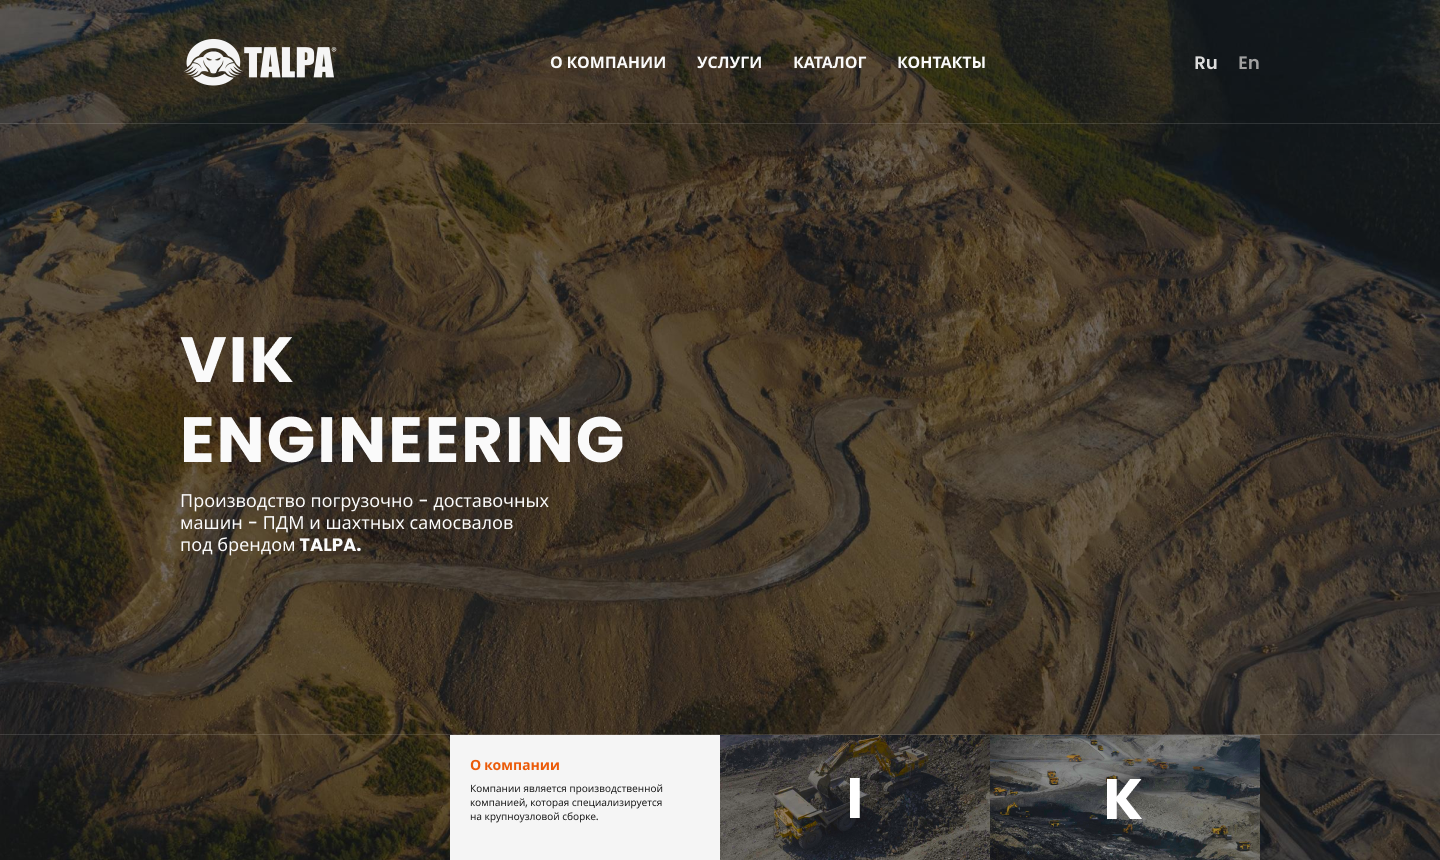 TALPA®
О КОМПАНИИ УСЛУГИ КАТАЛОГ КОНТАКТЫ
Ru En
VIK
ENGINEERING
Производство погрузочно – доставочных
машин – ПДМ и шахтных самосвалов
под брендом TALPA.
О компании
Компании является производственной
компанией, которая специализируется
на крупноузловой сборке.
I
K